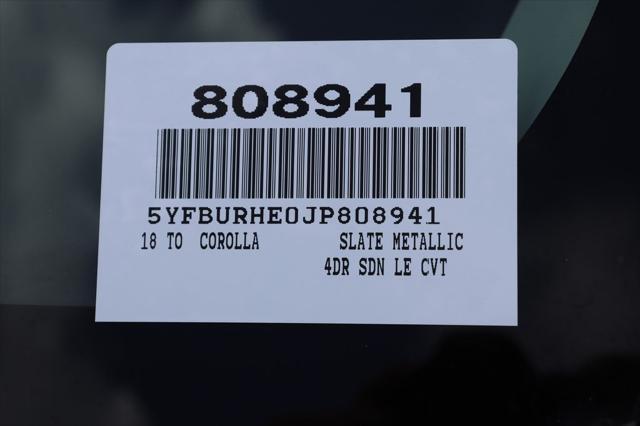 808941
5YFBURHE0JP808941
18 TO COROLLA SLATE METALLIC
4DR SDN LE CVT